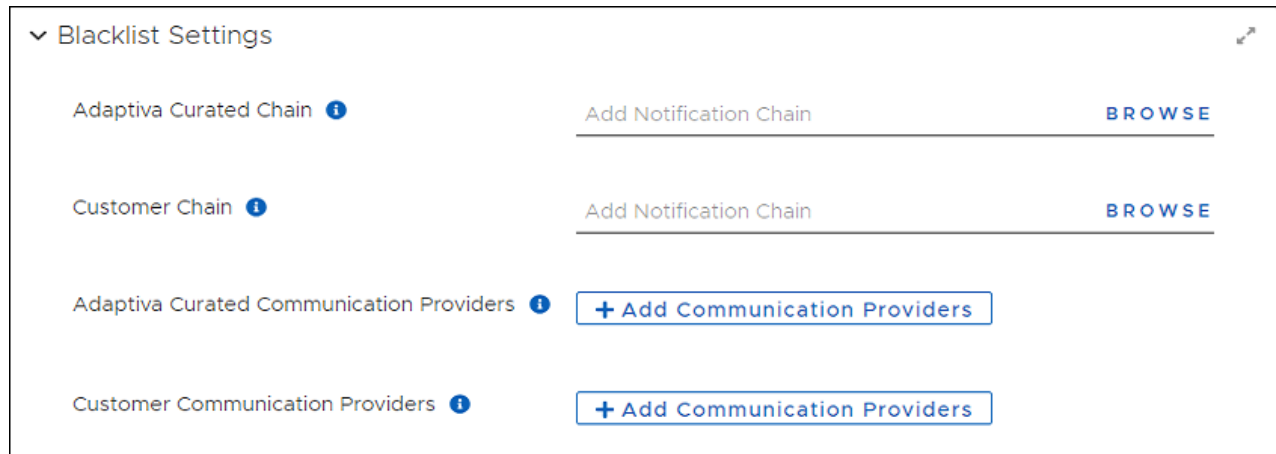 Blacklist Settings
Adaptiva Curated Chain Add Notification Chain BROWSE
Customer Chain Add Notification Chain BROWSE
Adaptiva Curated Communication Providers + Add Communication Providers
Customer Communication Providers + Add Communication Providers